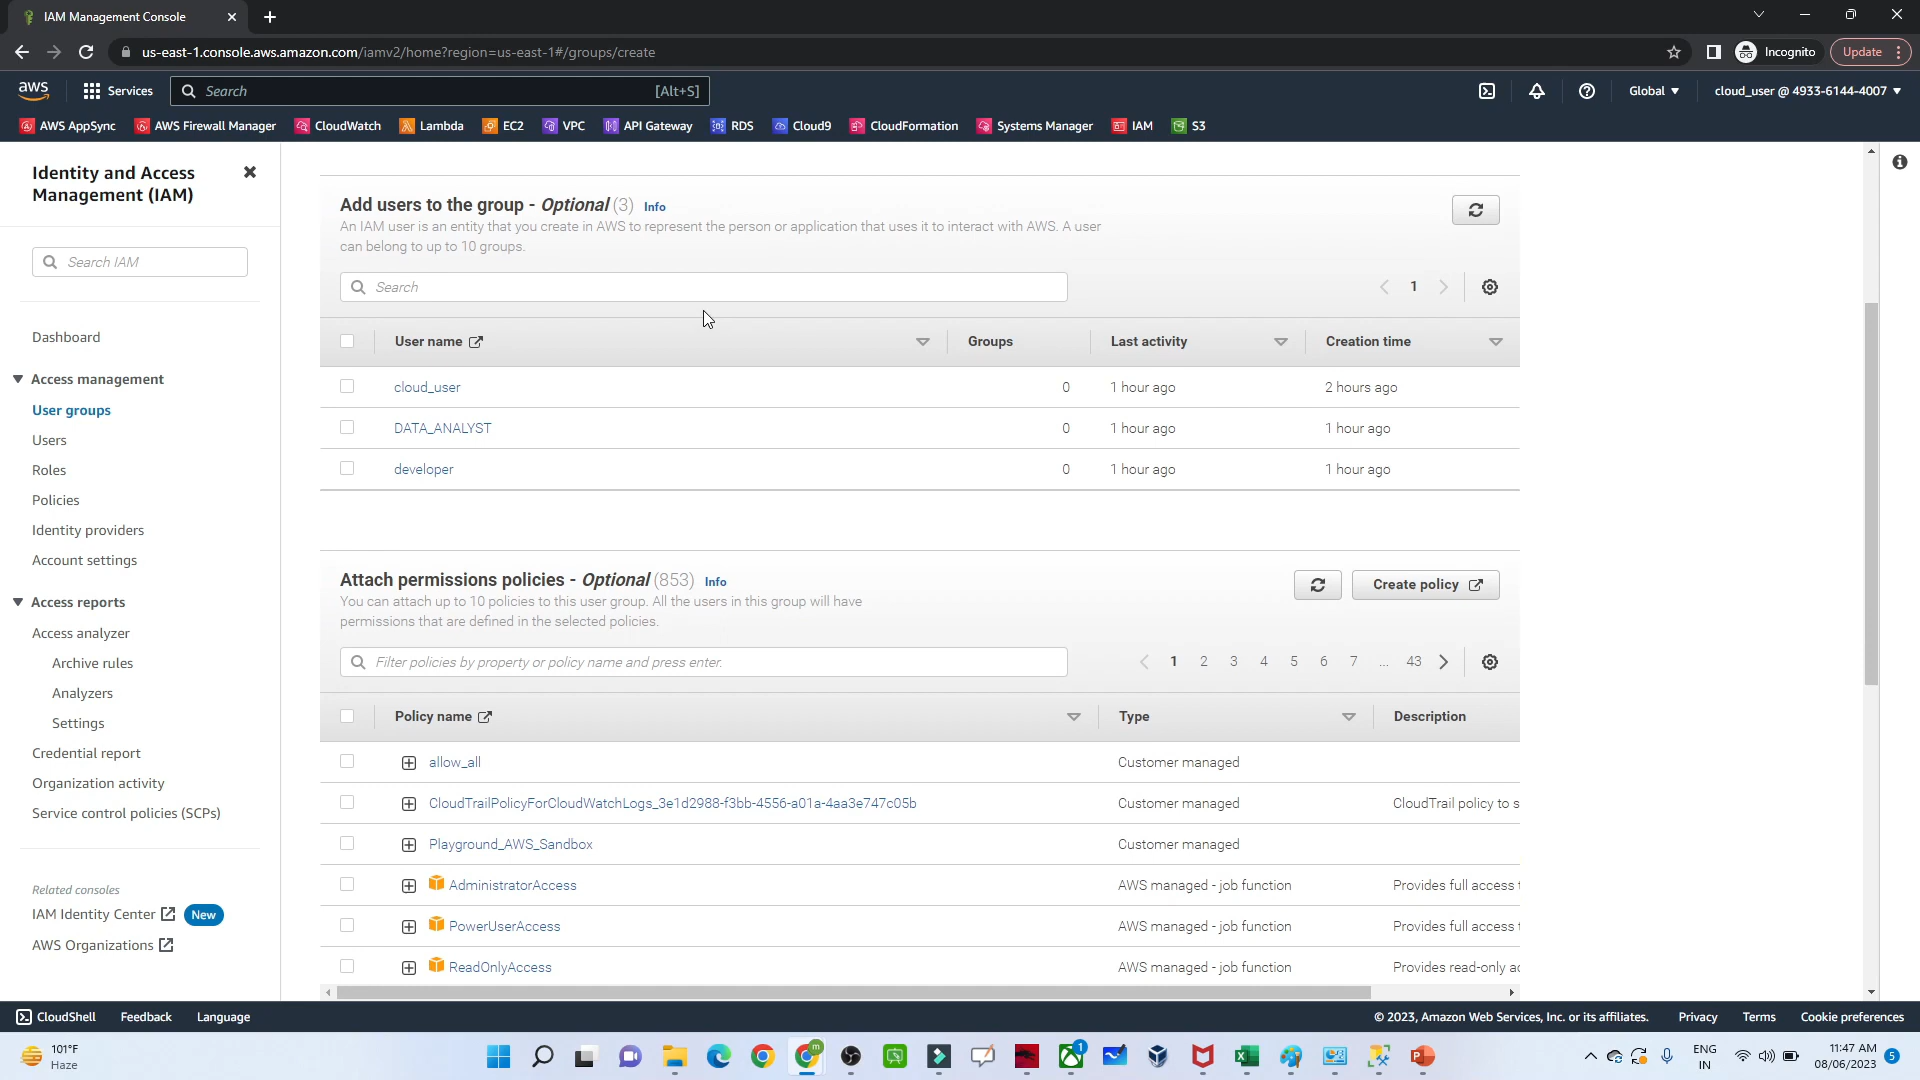 IAM Management Console
us-east-1.console.aws.amazon.com/iamv2/home?region=us-east-1#/groups/create
Incognito
Update
aws
Services
Search
[Alt+S]
Global
cloud_user @ 4933-6144-4007
AWS AppSync
AWS Firewall Manager
CloudWatch
Lambda
EC2
VPC
API Gateway
RDS
Cloud9
CloudFormation
Systems Manager
IAM
S3
Identity and Access
Management (IAM)
Search IAM
Dashboard
Access management
User groups
Users
Roles
Policies
Identity providers
Account settings
Access reports
Access analyzer
Archive rules
Analyzers
Settings
Credential report
Organization activity
Service control policies (SCPs)
Related consoles
IAM Identity Center New
AWS Organizations
Add users to the group - Optional (3) Info
An IAM user is an entity that you create in AWS to represent the person or application that uses it to interact with AWS. A user
can belong to up to 10 groups.
Search
1
User name Groups Last activity Creation time
cloud_user 0 1 hour ago 2 hours ago
DATA_ANALYST 0 1 hour ago 1 hour ago
developer 0 1 hour ago 1 hour ago
Attach permissions policies - Optional (853) Info
Create policy
You can attach up to 10 policies to this user group. All the users in this group will have
permissions that are defined in the selected policies.
Filter policies by property or policy name and press enter.
1 2 3 4 5 6 7 ... 43
Policy name Type Description
allow_all Customer managed
CloudTrailPolicyForCloudWatchLogs_3e1d2988-f3bb-4556-a01a-4aa3e747c05b Customer managed CloudTrail policy to s
Playground_AWS_Sandbox Customer managed
AdministratorAccess AWS managed - job function Provides full access t
PowerUserAccess AWS managed - job function Provides full access t
ReadOnlyAccess AWS managed - job function Provides read-only ac
CloudShell Feedback Language
© 2023, Amazon Web Services, Inc. or its affiliates. Privacy Terms Cookie preferences
101°F
Haze
m
1
ENG
IN
11:47 AM
08/06/2023
5